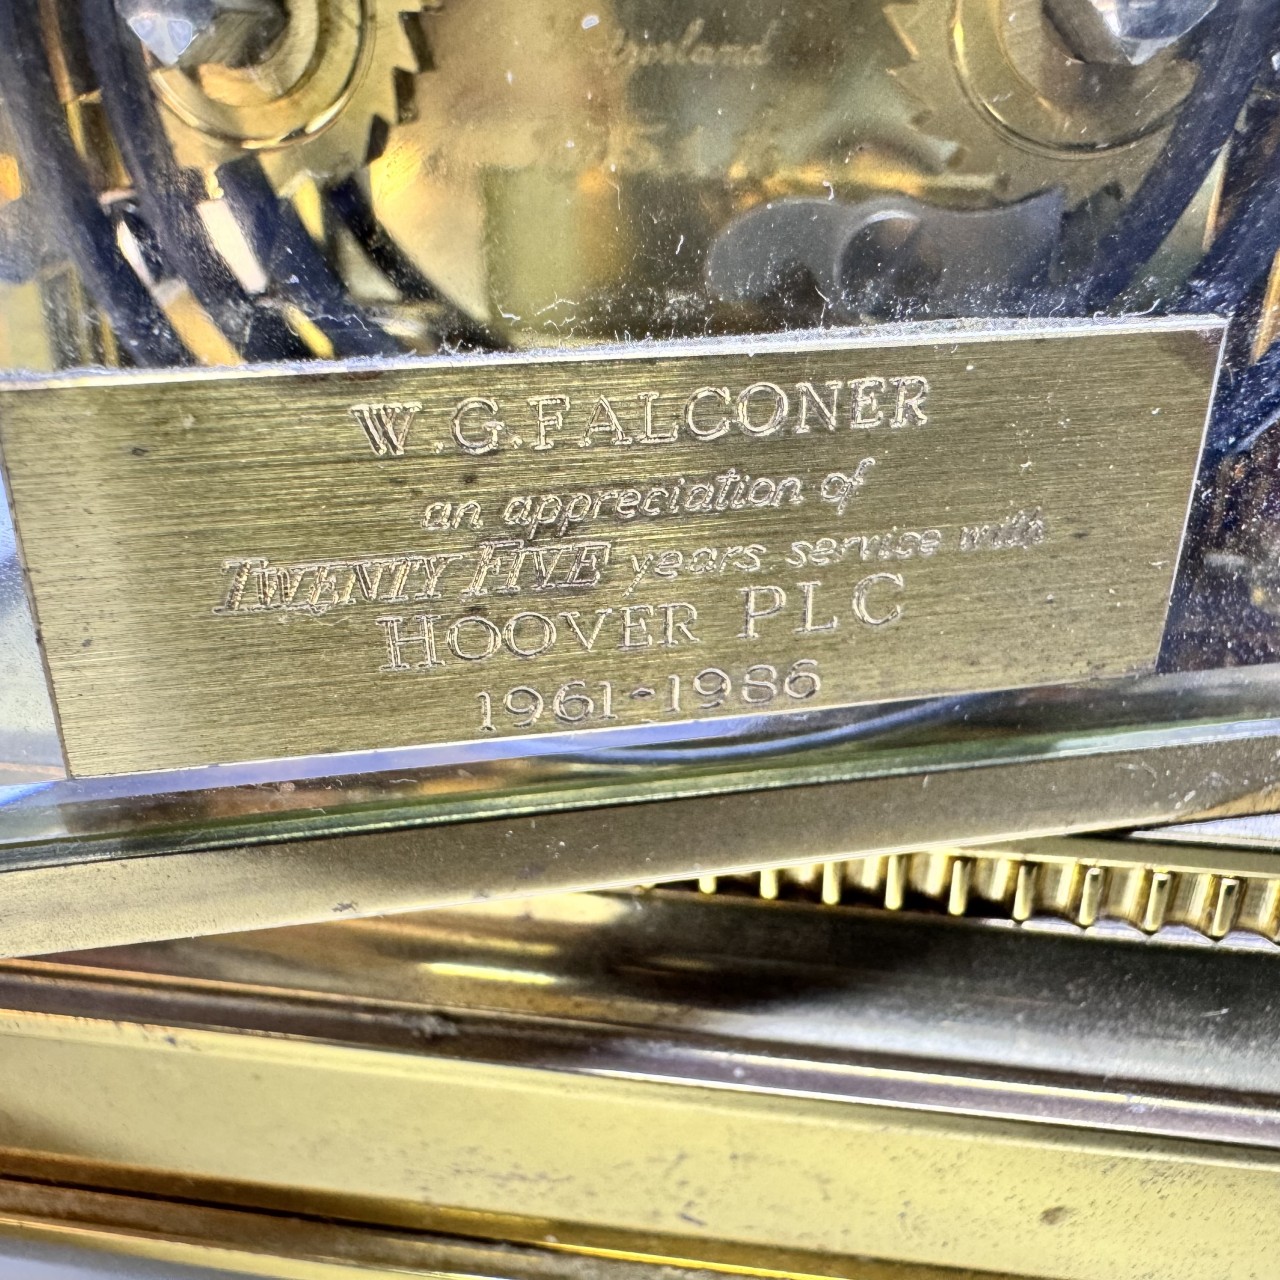 W.G.FALCONER
an appreciation of
TWENTY FIVE years service with
HOOVER PLC
1961-1986